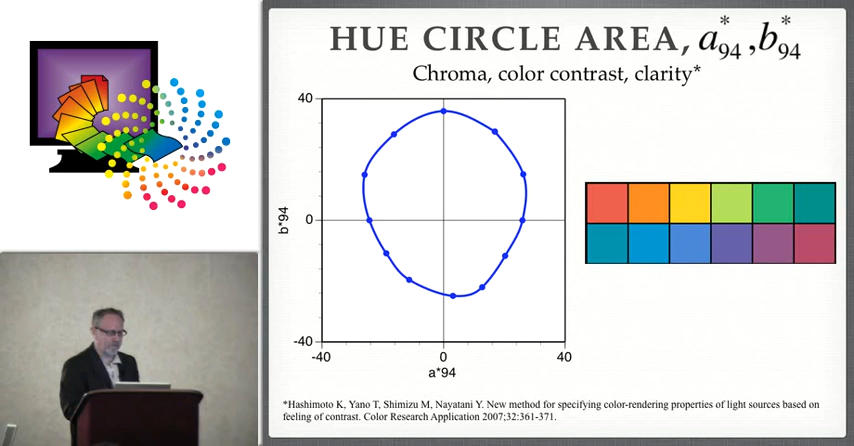 HUE CIRCLE AREA, a*94, b*94
Chroma, color contrast, clarity*
40
0
-40
b*94
-40 0 40
a*94
*Hashimoto K, Yano T, Shimizu M, Nayatani Y. New method for specifying color-rendering properties of light sources based on
feeling of contrast. Color Research Application 2007;32:361-371.